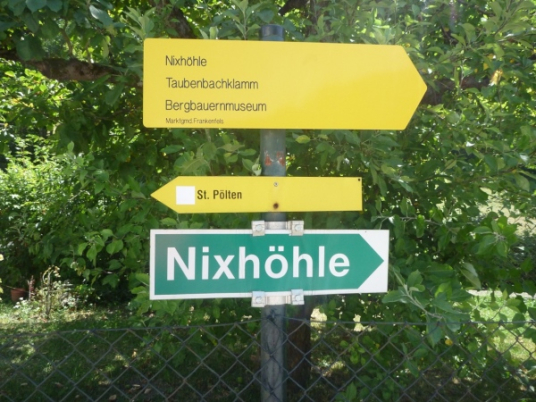 Nixhöhle
Taubenbachklamm
Bergbauernmuseum
Marktgmd.Frankenfels
St. Pölten
Nixhöhle